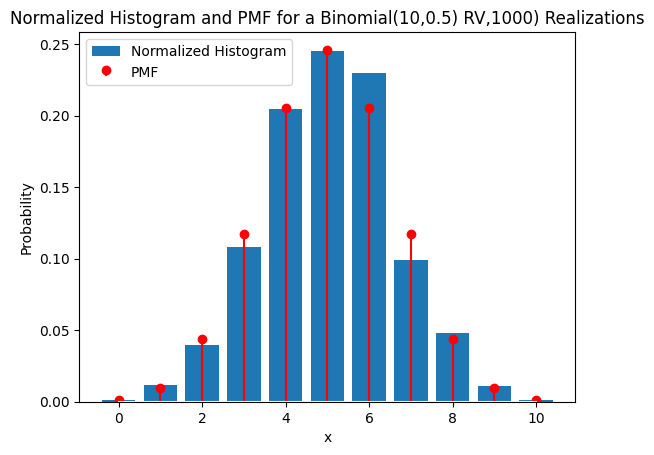 Normalized Histogram and PMF for a Binomial(10,0.5) RV,1000) Realizations
Normalized Histogram
PMF
Probability
0.25
0.20
0.15
0.10
0.05
0.00
0 2 4 6 8 10
x